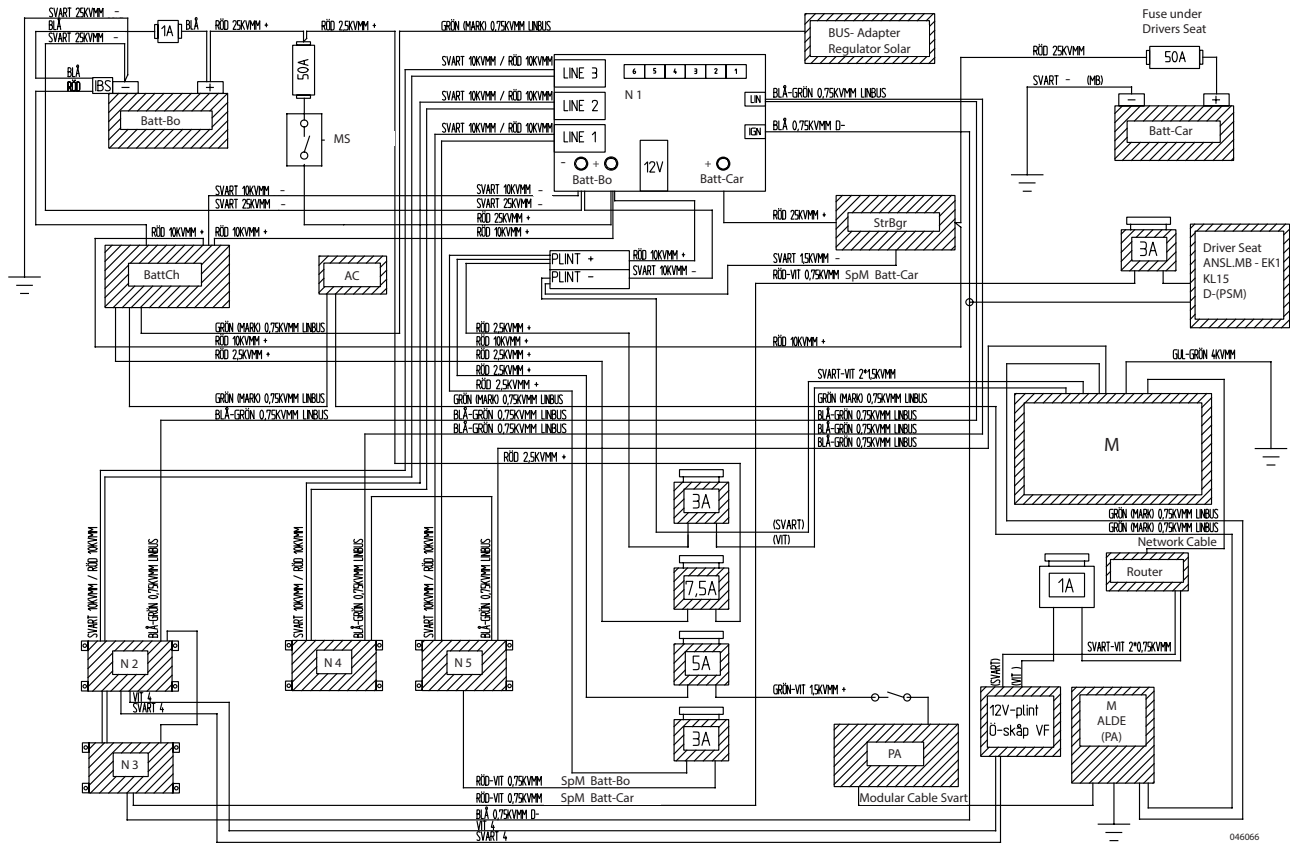 SVART 25KVMM -
BLÅ
SVART 25KVMM -
1A
BLÅ
RÖD 25KVMM +
RÖD 2,5KVMM +
GRÖN (MARK) 0,75KVMM LINBUS
BUS- Adapter
Regulator Solar
Fuse under
Drivers Seat
RÖD 25KVMM
50A
SVART - (MB)
- +
Batt-Car
BLÅ
RÖD
IBS
- +
Batt-Bo
50A
MS
SVART 10KVMM / RÖD 10KVMM
LINE 3
SVART 10KVMM / RÖD 10KVMM
LINE 2
SVART 10KVMM / RÖD 10KVMM
LINE 1
6 5 4 3 2 1
N 1
LIN
BLÅ-GRÖN 0,75KVMM LINBUS
IGN
BLÅ 0,75KVMM D-
- +
Batt-Bo
12V
+
Batt-Car
SVART 10KVMM -
SVART 10KVMM -
SVART 25KVMM -
RÖD 25KVMM +
RÖD 10KVMM +
RÖD 10KVMM +
RÖD 10KVMM +
RÖD 25KVMM +
StrBgr
BattCh
AC
PLINT +
RÖD 10KVMM+
PLINT -
SVART 10KVMM -
SVART 1,5KVMM -
RÖD-VIT 0,75KVMM SpM Batt-Car
3A
Driver Seat
ANSL.MB - EK1
KL15
D-(PSM)
GRÖN (MARK) 0,75KVMM LINBUS
RÖD 10KVMM +
RÖD 2,5KVMM +
RÖD 2,5KVMM +
RÖD 10KVMM +
RÖD 2,5KVMM +
RÖD 2,5KVMM +
RÖD 2,5KVMM +
RÖD 10KVMM +
GUL-GRÖN 4KVMM
SVART-VIT 2*1,5KVMM
GRÖN (MARK) 0,75KVMM LINBUS
BLÅ-GRÖN 0,75KVMM LINBUS
GRÖN (MARK) 0,75KVMM LINBUS
BLÅ-GRÖN 0,75KVMM LINBUS
BLÅ-GRÖN 0,75KVMM LINBUS
GRÖN (MARK) 0,75KVMM LINBUS
BLÅ-GRÖN 0,75KVMM LINBUS
BLÅ-GRÖN 0,75KVMM LINBUS
BLÅ-GRÖN 0,75KVMM LINBUS
RÖD 2,5KVMM +
M
3A
(SVART)
(VIT)
GRÖN (MARK) 0,75KVMM LINBUS
GRÖN (MARK) 0,75KVMM LINBUS
Network Cable
Router
1A
7,5A
SVART 10KVMM / RÖD 10KVMM
BLÅ-GRÖN 0,75KVMM LINBUS
SVART 10KVMM / RÖD 10KVMM
BLÅ-GRÖN 0,75KVMM LINBUS
SVART 10KVMM / RÖD 10KVMM
BLÅ-GRÖN 0,75KVMM LINBUS
SVART-VIT 2*0,75KVMM
(SVART)
(VIT )
N 2
N 4
N 5
VIT 4
SVART 4
5A
GRÖN-VIT 1,5KVMM +
12V-plint
Ö-skåp VF
M
ALDE
(PA)
3A
PA
N 3
RÖD-VIT 0,75KVMM SpM Batt-Bo
RÖD-VIT 0,75KVMM SpM Batt-Car
BLÅ 0,75KVMM D-
VIT 4
SVART 4
Modular Cable Svart
046066